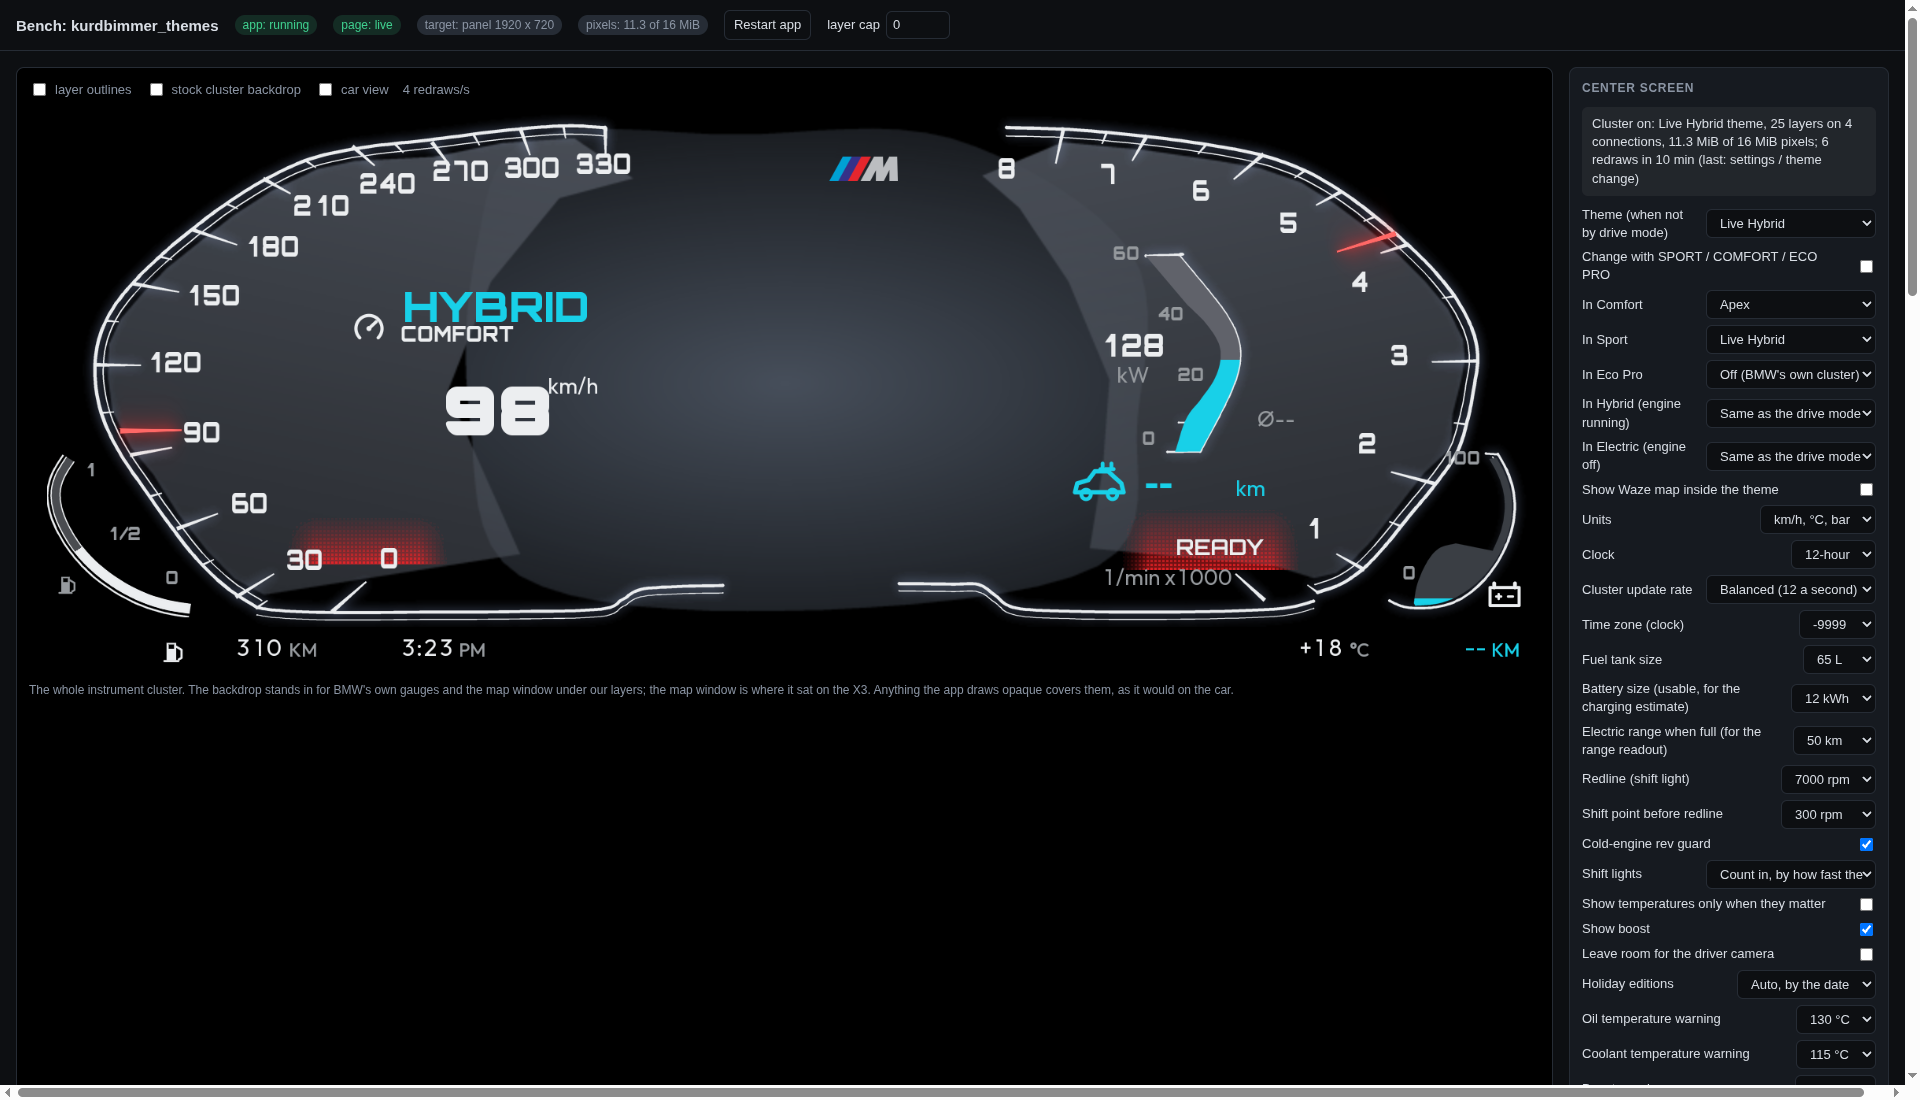 Bench: kurdbimmer_themes
app: running
page: live
target: panel 1920 x 720
pixels: 11.3 of 16 MiB
Restart app
layer cap
0
layer outlines
stock cluster backdrop
car view
4 redraws/s
330
300
270
240
210
180
150
120
90
60
30
0
M
8
7
6
5
4
3
2
1
HYBRID
COMFORT
98
km/h
60
40
20
0
128
kW
Ø--
-- km
READY
1/min x1000
1
1/2
0
100
0
310 KM
3:23 PM
+18 °C
-- KM
The whole instrument cluster. The backdrop stands in for BMW's own gauges and the map window under our layers; the map window is where it sat on the X3. Anything the app draws opaque covers them, as it would on the car.
CENTER SCREEN
Cluster on: Live Hybrid theme, 25 layers on 4
connections, 11.3 MiB of 16 MiB pixels; 6
redraws in 10 min (last: settings / theme
change)
Theme (when not
by drive mode)
Live Hybrid
Change with SPORT / COMFORT / ECO
PRO
In Comfort
Apex
In Sport
Live Hybrid
In Eco Pro
Off (BMW's own cluster)
In Hybrid (engine
running)
Same as the drive mode
In Electric (engine
off)
Same as the drive mode
Show Waze map inside the theme
Units
km/h, °C, bar
Clock
12-hour
Cluster update rate
Balanced (12 a second)
Time zone (clock)
-9999
Fuel tank size
65 L
Battery size (usable, for the
charging estimate)
12 kWh
Electric range when full (for the
range readout)
50 km
Redline (shift light)
7000 rpm
Shift point before redline
300 rpm
Cold-engine rev guard
Shift lights
Count in, by how fast the
Show temperatures only when they matter
Show boost
Leave room for the driver camera
Holiday editions
Auto, by the date
Oil temperature warning
130 °C
Coolant temperature warning
115 °C